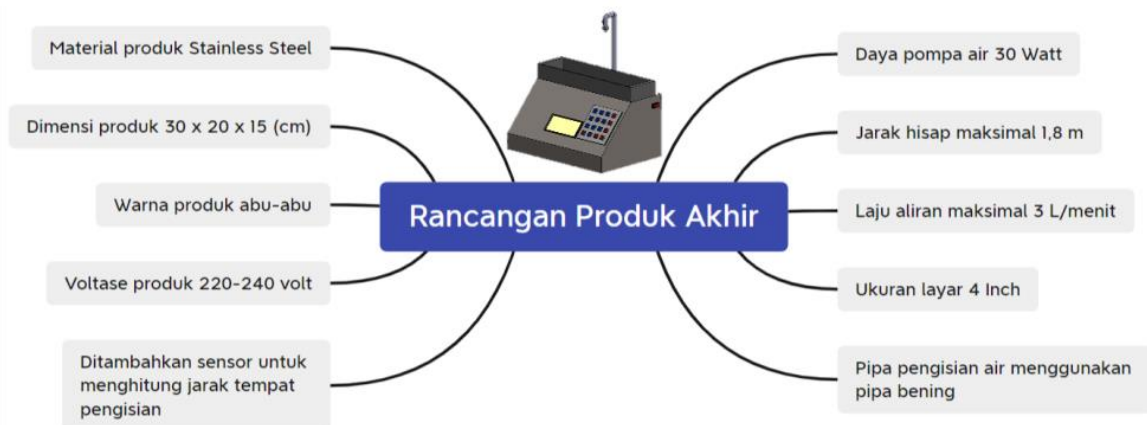 Rancangan Produk Akhir
Material produk Stainless Steel
Dimensi produk 30 x 20 x 15 (cm)
Warna produk abu-abu
Voltase produk 220-240 volt
Ditambahkan sensor untuk
menghitung jarak tempat
pengisian
Daya pompa air 30 Watt
Jarak hisap maksimal 1,8 m
Laju aliran maksimal 3 L/menit
Ukuran layar 4 Inch
Pipa pengisian air menggunakan
pipa bening